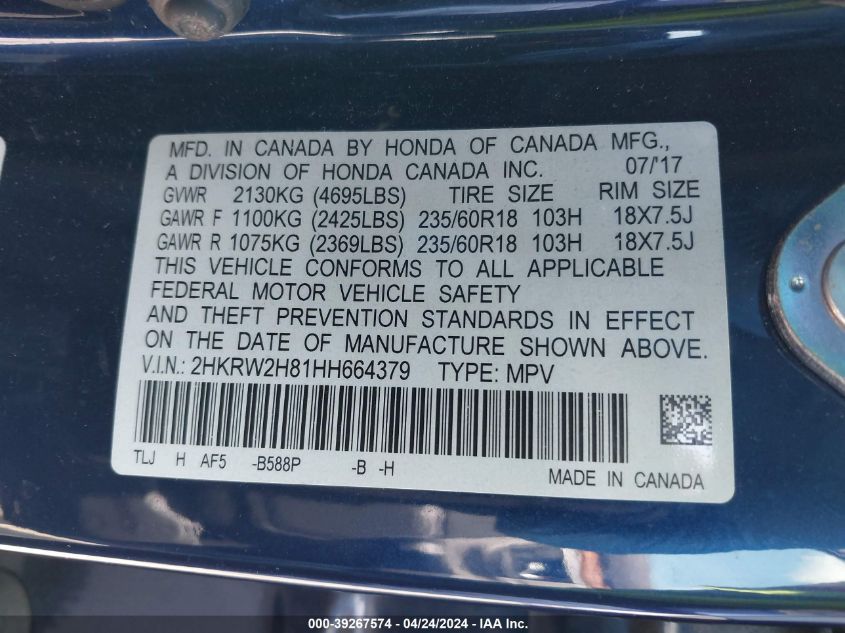 MFD. IN CANADA BY HONDA OF CANADA MFG.,
A DIVISION OF HONDA CANADA INC. 07/'17
GVWR 2130KG (4695LBS) TIRE SIZE RIM SIZE
GAWR F 1100KG (2425LBS) 235/60R18 103H 18X7.5J
GAWR R 1075KG (2369LBS) 235/60R18 103H 18X7.5J
THIS VEHICLE CONFORMS TO ALL APPLICABLE
FEDERAL MOTOR VEHICLE SAFETY
AND THEFT PREVENTION STANDARDS IN EFFECT
ON THE DATE OF MANUFACTURE SHOWN ABOVE.
V.I.N.: 2HKRW2H81HH664379 TYPE: MPV
TLJ H AF5 -B588P -B -H
MADE IN CANADA
000-39267574 - 04/24/2024 - IAAI.COM